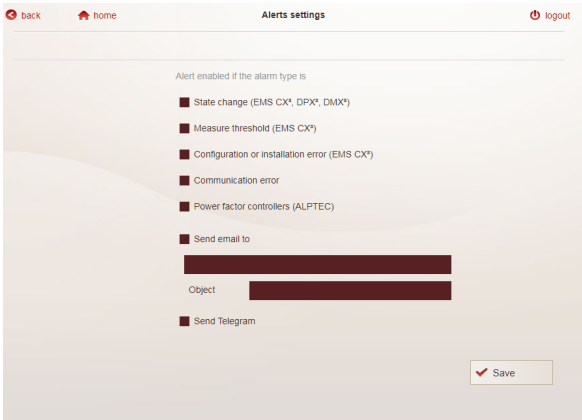 back home Alerts settings logout
Alert enabled if the alarm type is
State change (EMS CX³, DPX³, DMX³)
Measure threshold (EMS CX³)
Configuration or installation error (EMS CX³)
Communication error
Power factor controllers (ALPTEC)
Send email to
Object
Send Telegram
Save